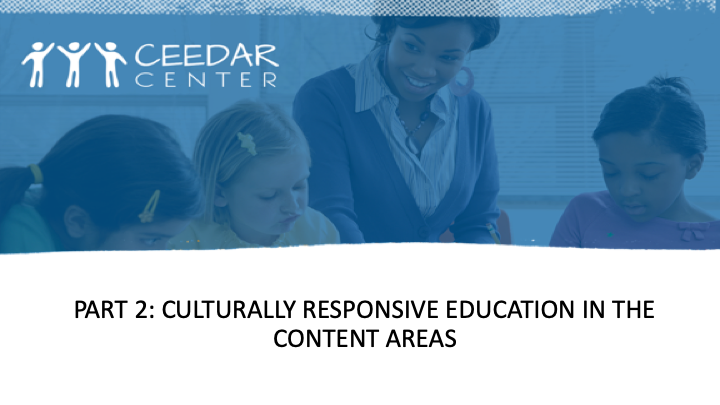 CEEDAR
CENTER
PART 2: CULTURALLY RESPONSIVE EDUCATION IN THE
CONTENT AREAS